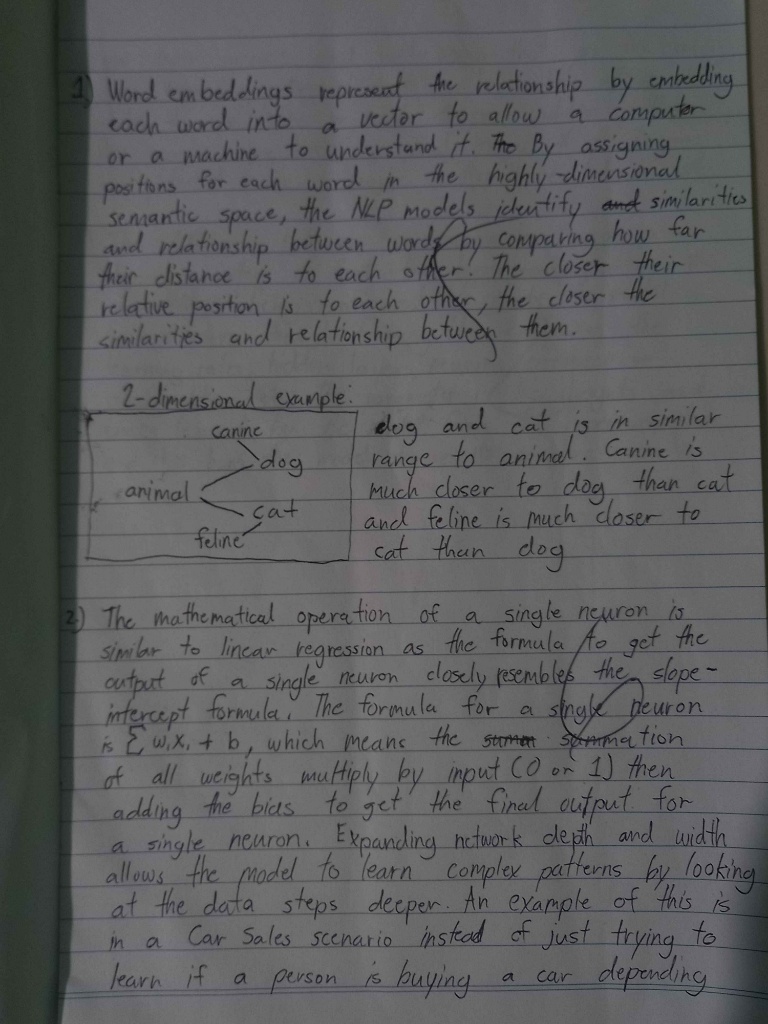 1) Word embeddings represent the relationship by embedding
each word into a vector to allow a computer
or a machine to understand it. The By assigning
positions for each word in the highly-dimensional
semantic space, the NLP models identify and similarities
and relationship between words by comparing how far
their distance is to each other. The closer their
relative position is to each other, the closer the
similarities and relationship between them.
2-dimensional example:
canine
dog
animal
cat
feline
dog and cat is in similar
range to animal. Canine is
much closer to dog than cat
and feline is much closer to
cat than dog
2) The mathematical operation of a single neuron is
similar to linear regression as the formula to get the
output of a single neuron closely resembles the slope-
intercept formula. The formula for a single neuron
is Σ wᵢxᵢ + b, which means the summation
of all weights multiply by input (0 or 1) then
adding the bias to get the final output for
a single neuron. Expanding network depth and width
allows the model to learn complex patterns by looking
at the data steps deeper. An example of this is
in a Car Sales scenario instead of just trying to
learn if a person is buying a car depending